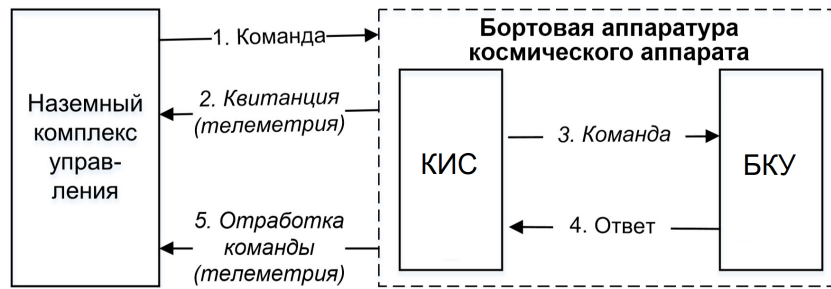 Наземный
комплекс
управ-
ления
1. Команда
2. Квитанция
(телеметрия)
5. Отработка
команды
(телеметрия)
Бортовая аппаратура
космического аппарата
КИС
3. Команда
4. Ответ
БКУ